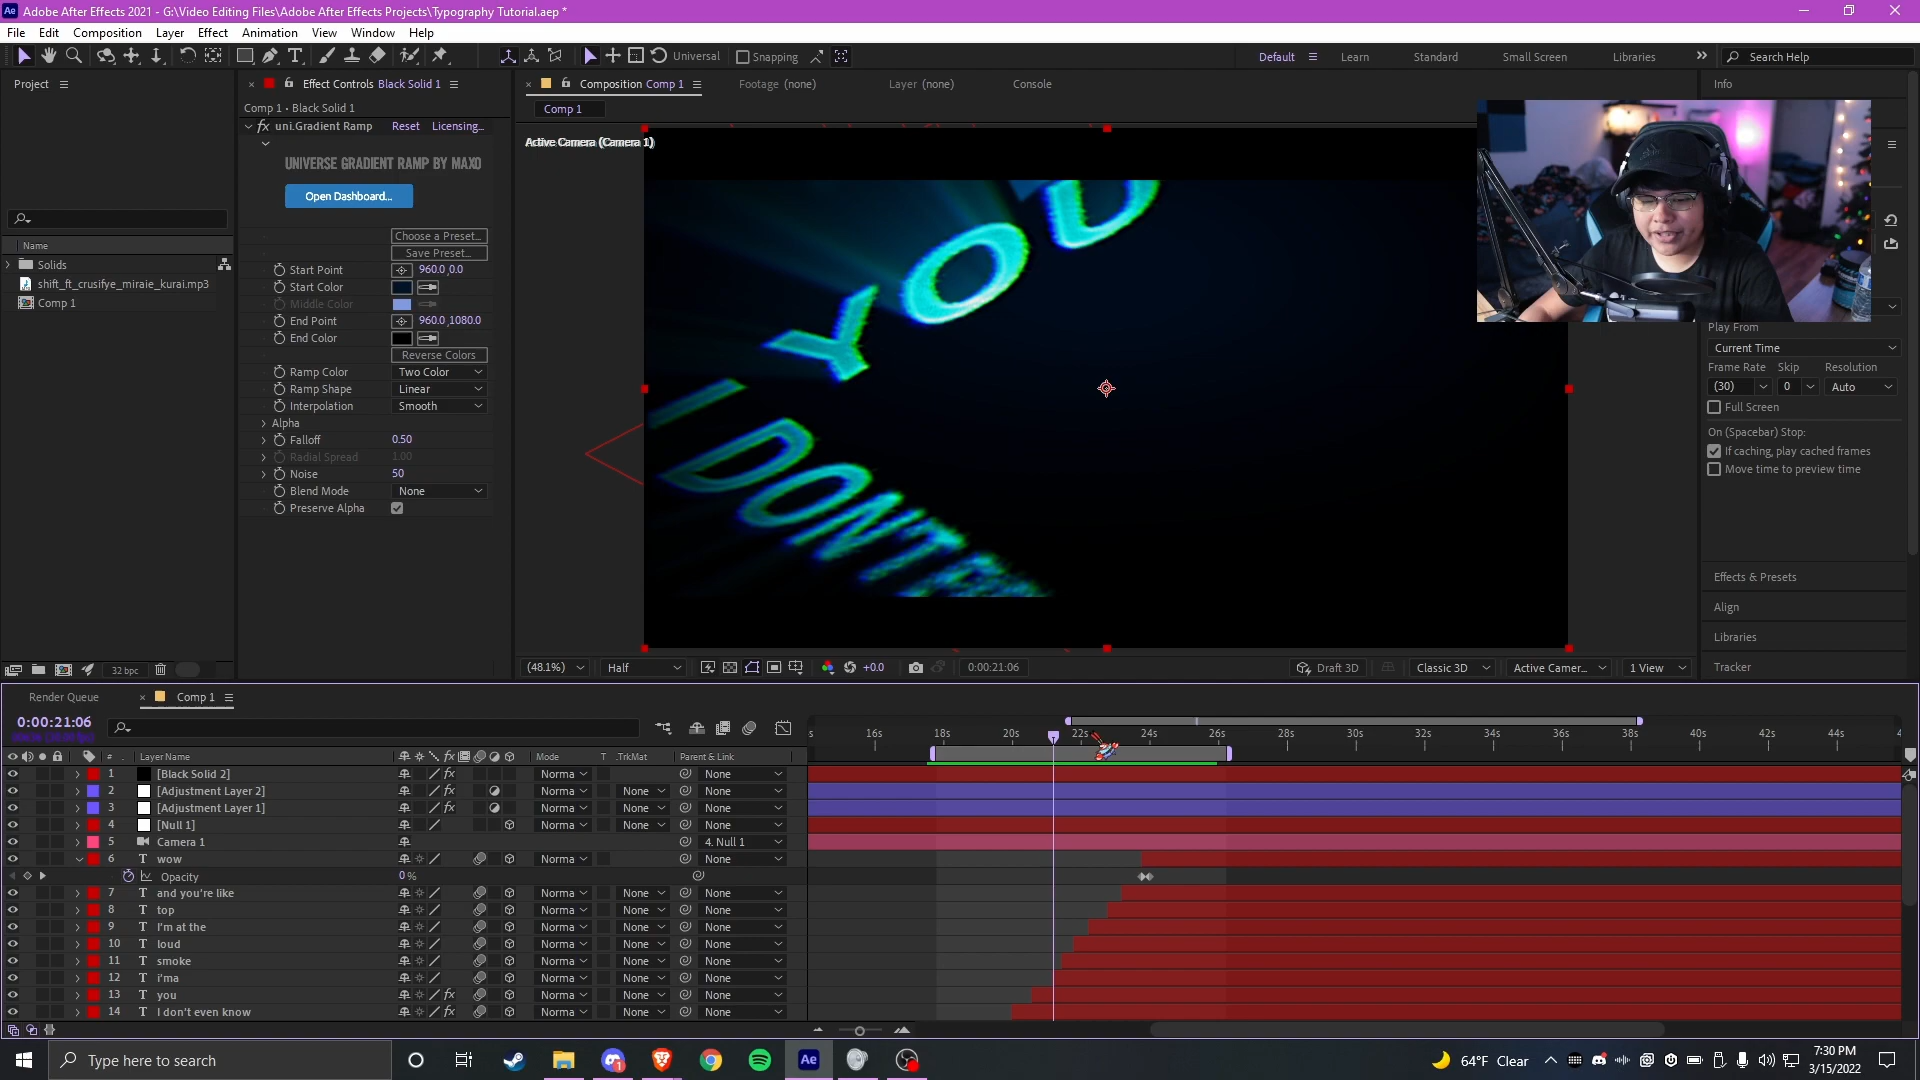 Adobe After Effects 2021 - G:\Video Editing Files\Adobe After Effects Projects\Typography Tutorial.aep *
File Edit Composition Layer Effect Animation View Window Help
Universal Snapping Default Learn Standard Small Screen Libraries Search Help
Project
Effect Controls Black Solid 1
Composition Comp 1
Footage (none)
Layer (none)
Console
Info
Comp 1 • Black Solid 1
Comp 1
uni.Gradient Ramp Reset Licensing...
Active Camera (Camera 1)
UNIVERSE GRADIENT RAMP BY MAXO
Open Dashboard...
Choose a Preset...
Save Preset...
Start Point 960.0,0.0
Start Color
Middle Color
End Point 960.0,1080.0
End Color
Reverse Colors
Ramp Color Two Color
Ramp Shape Linear
Interpolation Smooth
Alpha
Falloff 0.50
Radial Spread 1.00
Noise 50
Blend Mode None
Preserve Alpha
Name
Solids
shift_ft_crusifye_miraie_kurai.mp3
Comp 1
YOU
I DON'T
Play From
Current Time
Frame Rate Skip Resolution
(30) 0 Auto
Full Screen
On (Spacebar) Stop:
If caching, play cached frames
Move time to preview time
Effects & Presets
Align
Libraries
Tracker
32 bpc
(48.1%) Half +0.0 0:00:21:06 Draft 3D Classic 3D Active Camer... 1 View
Render Queue Comp 1
0:00:21:06
16s 18s 20s 22s 24s 26s 28s 30s 32s 34s 36s 38s 40s 42s 44s
# Layer Name Mode T .TrkMat Parent & Link
1 [Black Solid 2] Norma None
2 [Adjustment Layer 2] Norma None None
3 [Adjustment Layer 1] Norma None None
4 [Null 1] Norma None None
5 Camera 1 4. Null 1
6 T wow Norma None
Opacity 0 %
7 T and you're like Norma None None
8 T top Norma None None
9 T I'm at the Norma None None
10 T loud Norma None None
11 T smoke Norma None None
12 T i'ma Norma None None
13 T you Norma None None
14 T I don't even know Norma None None
Type here to search
Ae
64°F Clear
7:30 PM
3/15/2022